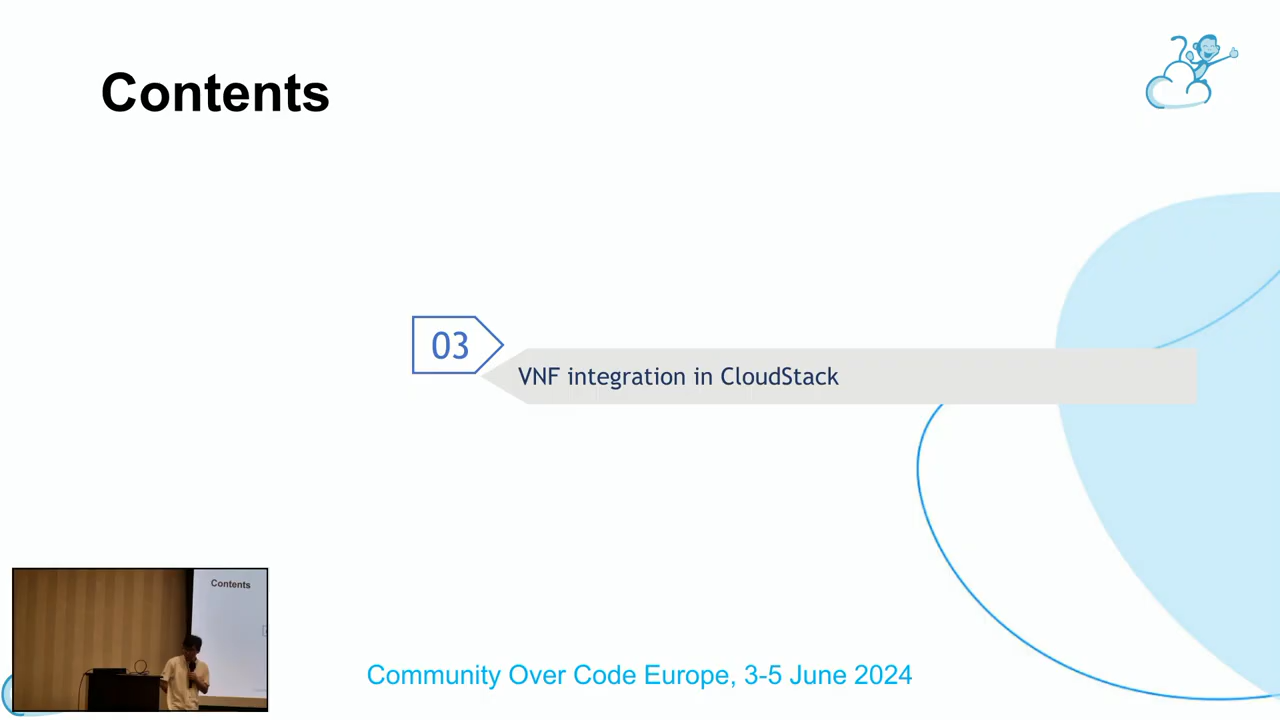 Contents
03
VNF integration in CloudStack
Contents
Community Over Code Europe, 3-5 June 2024